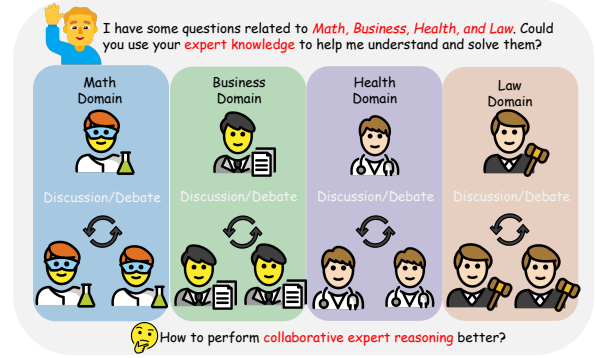 I have some questions related to Math, Business, Health, and Law. Could
you use your expert knowledge to help me understand and solve them?
Math
Domain
Business
Domain
Health
Domain
Law
Domain
Discussion/Debate
Discussion/Debate
Discussion/Debate
Discussion/Debate
How to perform collaborative expert reasoning better?